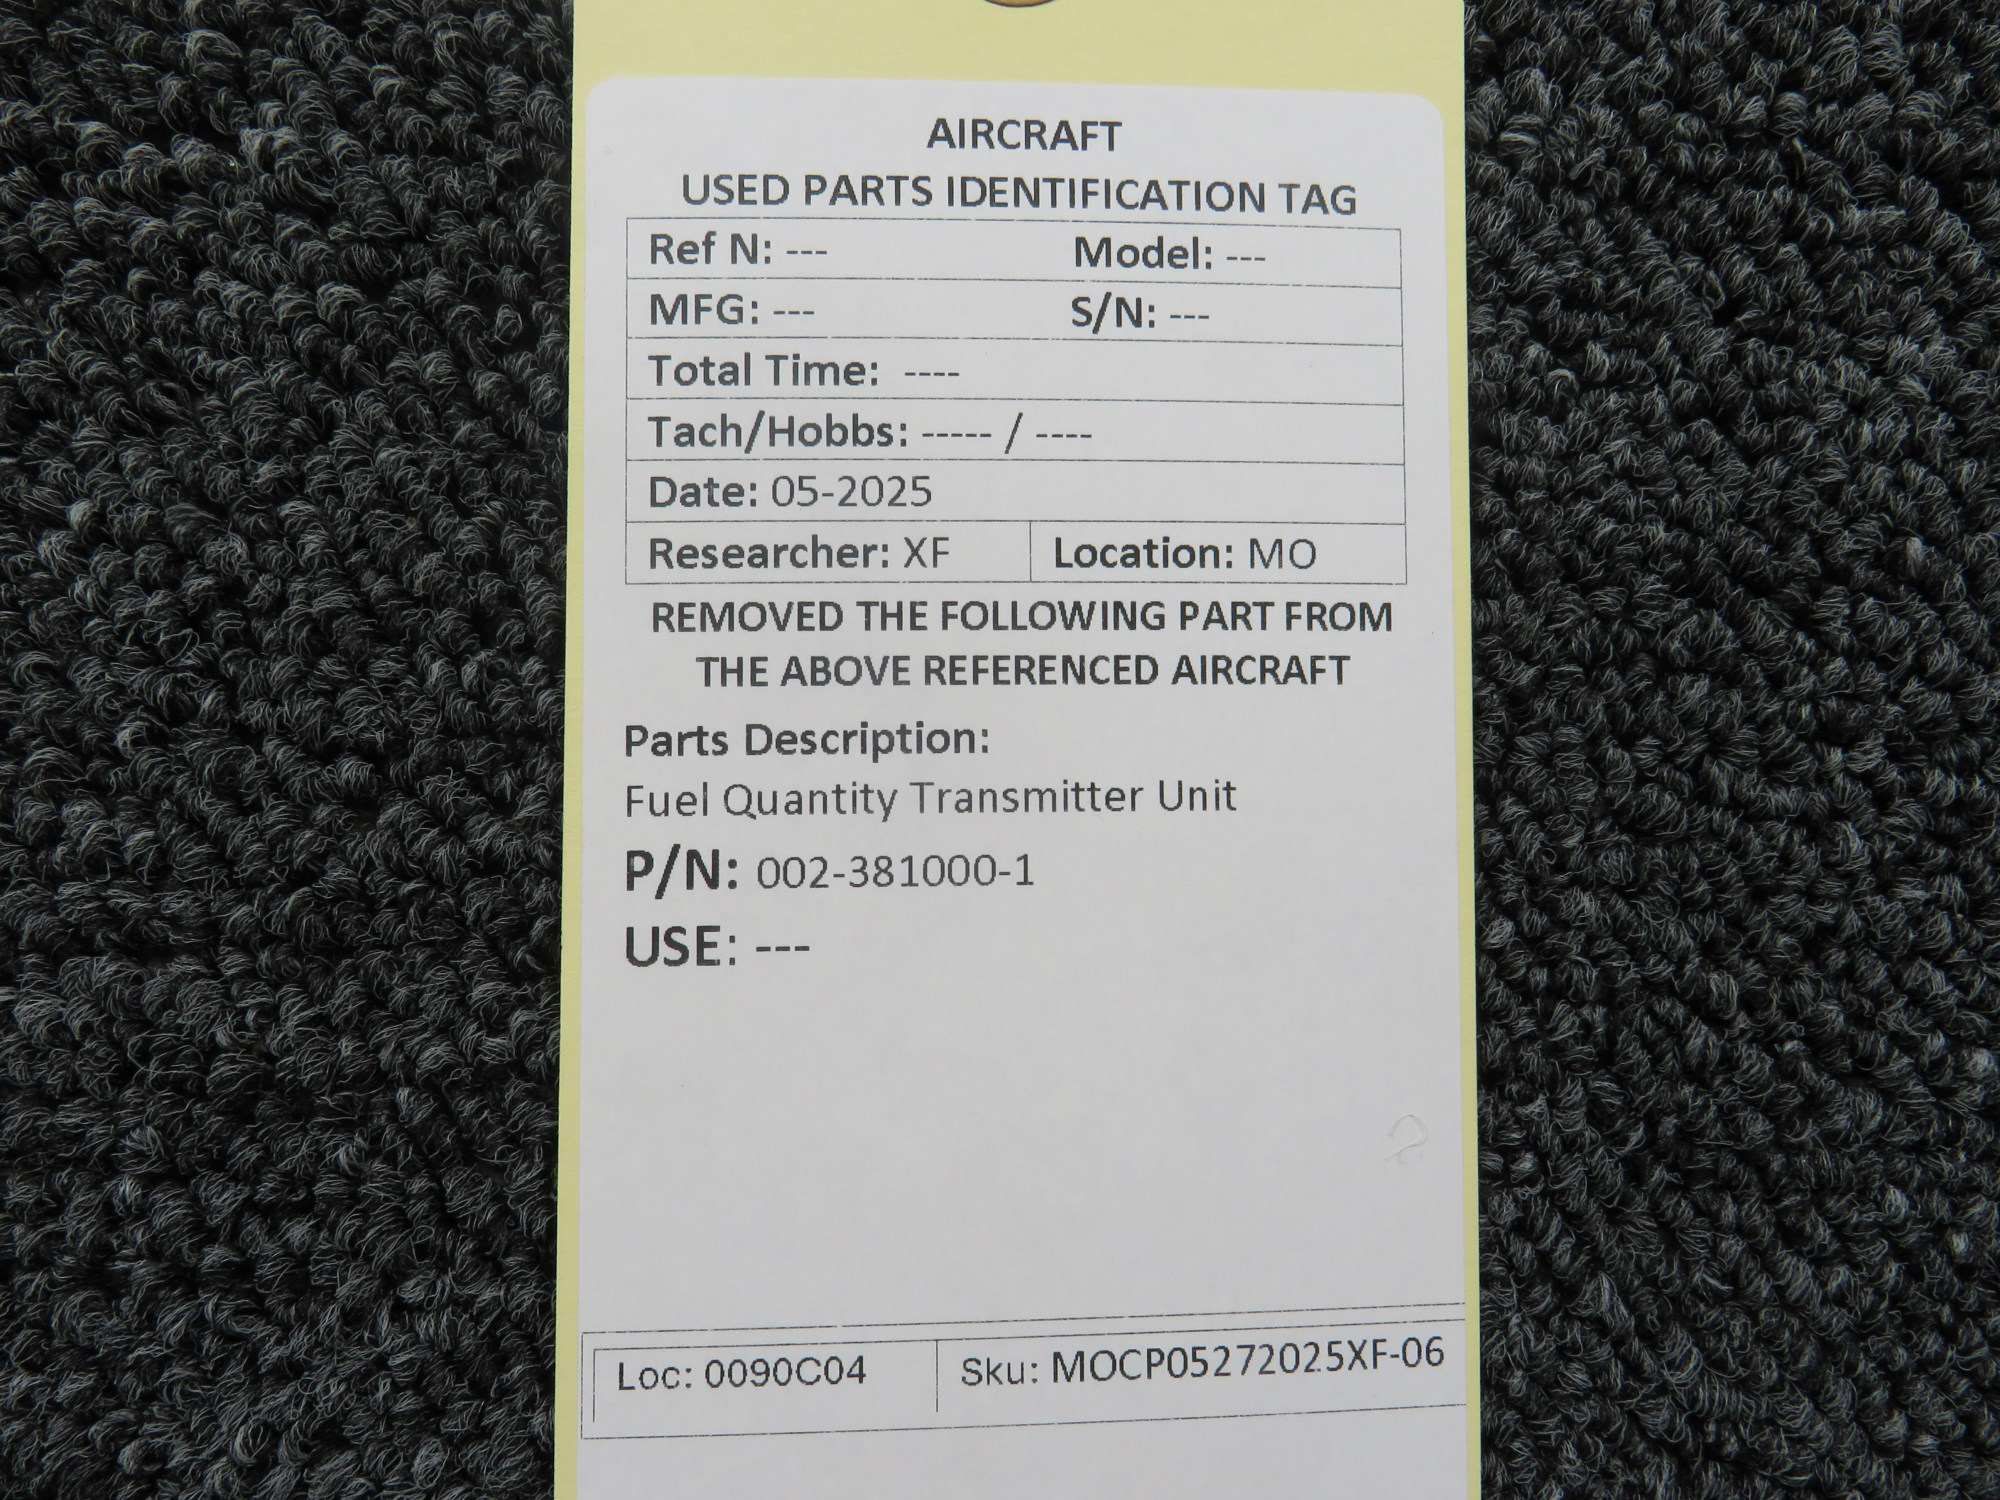 AIRCRAFT
USED PARTS IDENTIFICATION TAG
Ref N: --- Model: ---
MFG: --- S/N: ---
Total Time: ----
Tach/Hobbs: ----- / ----
Date: 05-2025
Researcher: XF Location: MO
REMOVED THE FOLLOWING PART FROM
THE ABOVE REFERENCED AIRCRAFT
Parts Description:
Fuel Quantity Transmitter Unit
P/N: 002-381000-1
USE: ---
Loc: 0090C04 Sku: MOCP05272025XF-06